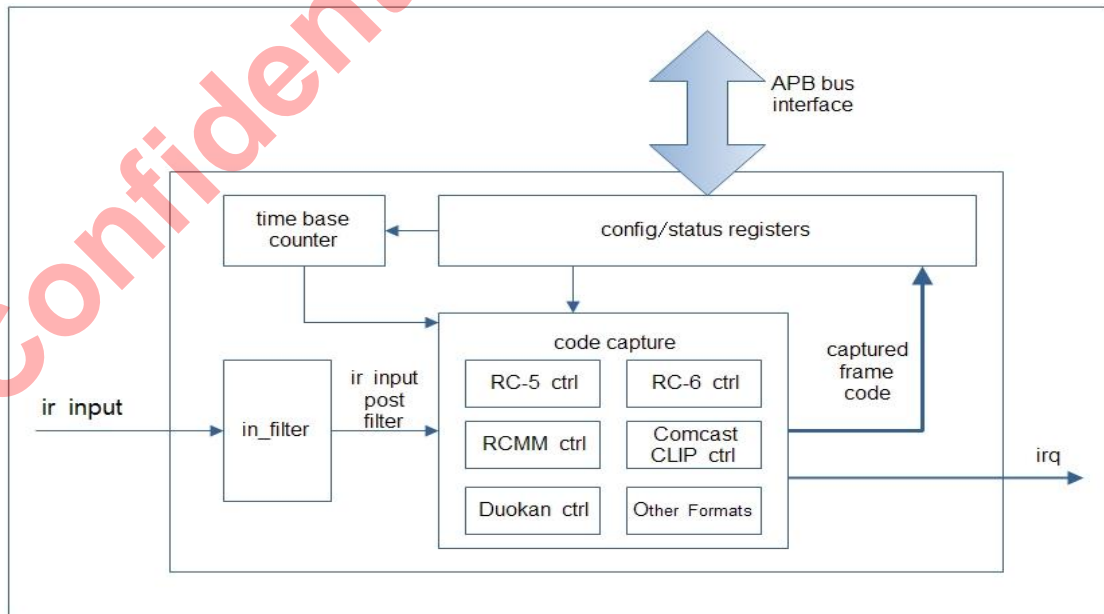 Confident
APB bus
interface
time base
counter
config/status registers
code capture
RC-5 ctrl
RC-6 ctrl
captured
frame
code
ir input
post
filter
ir input
in_filter
RCMM ctrl
Comcast
CLIP ctrl
irq
Duokan ctrl
Other Formats